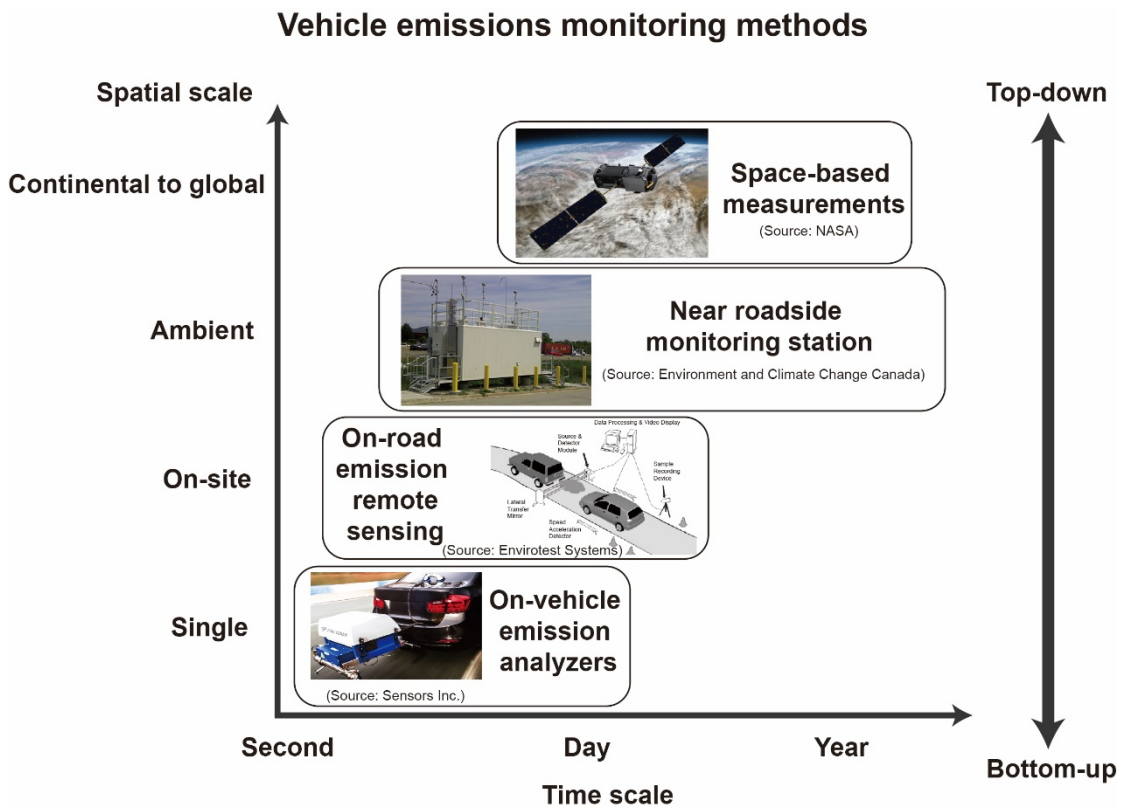 Vehicle emissions monitoring methods
Spatial scale
Top-down
Continental to global
Space-based
measurements
(Source: NASA)
Ambient
Near roadside
monitoring station
(Source: Environment and Climate Change Canada)
On-site
On-road
emission
remote
sensing
Data Processing & Video Display
Source &
Detector
Module
Sample
Recording
Device
Lateral
Transfer
Mirror
Speed
Acceleration
Detector
(Source: Envirotest Systems)
Single
On-vehicle
emission
analyzers
(Source: Sensors Inc.)
Second
Day
Year
Time scale
Bottom-up